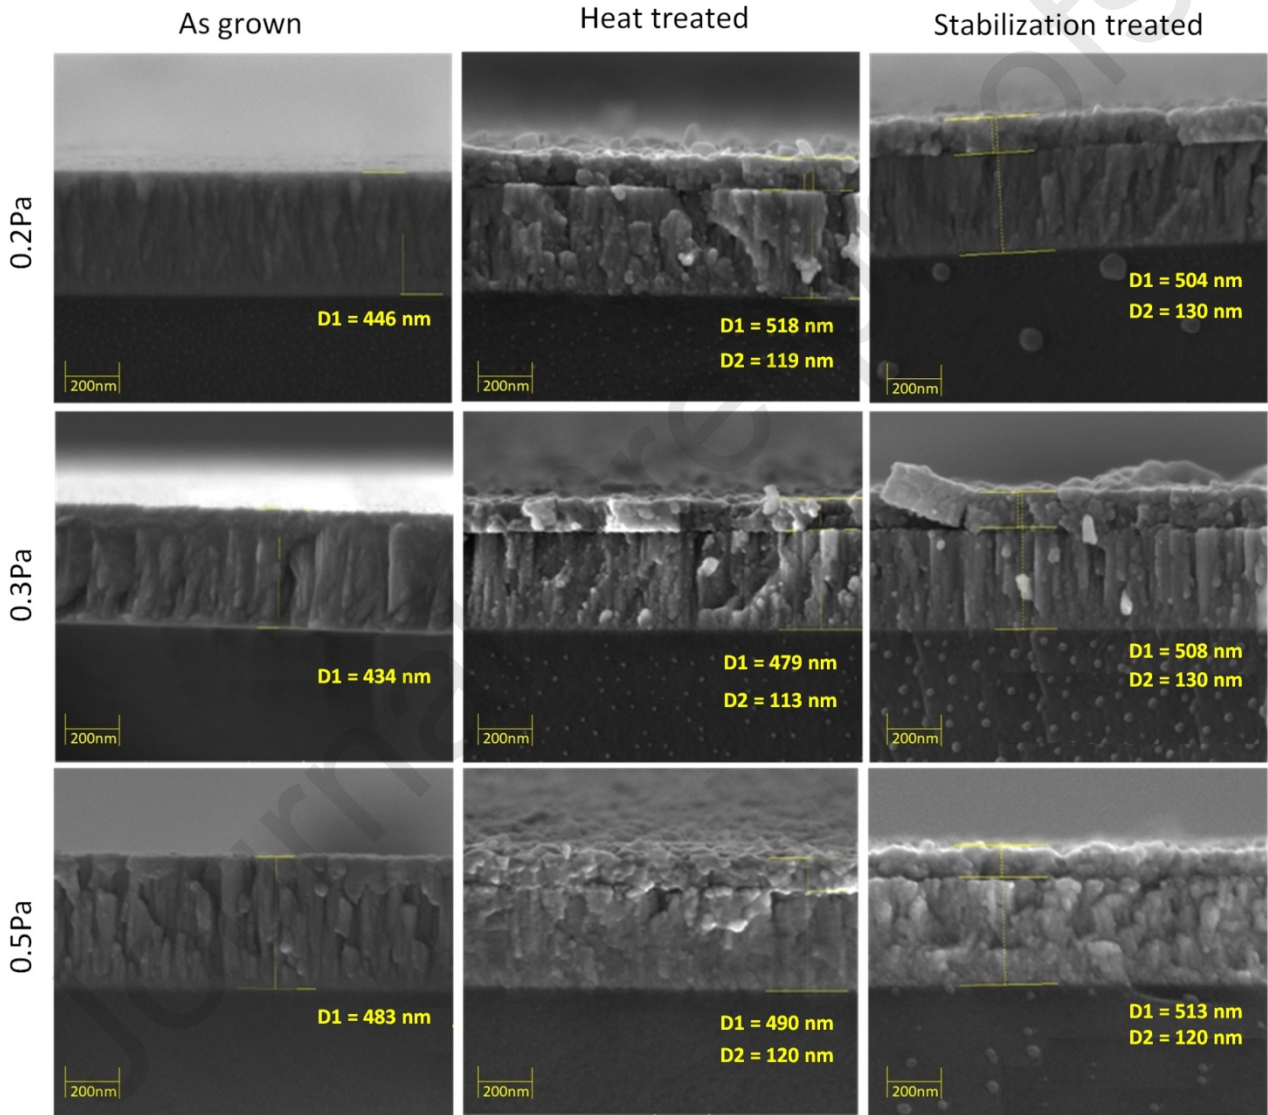 As grown
Heat treated
Stabilization treated
0.2Pa
D1 = 446 nm
200nm
D1 = 518 nm
D2 = 119 nm
200nm
D1 = 504 nm
D2 = 130 nm
200nm
0.3Pa
D1 = 434 nm
200nm
D1 = 479 nm
D2 = 113 nm
200nm
D1 = 508 nm
D2 = 130 nm
200nm
0.5Pa
D1 = 483 nm
200nm
D1 = 490 nm
D2 = 120 nm
200nm
D1 = 513 nm
D2 = 120 nm
200nm